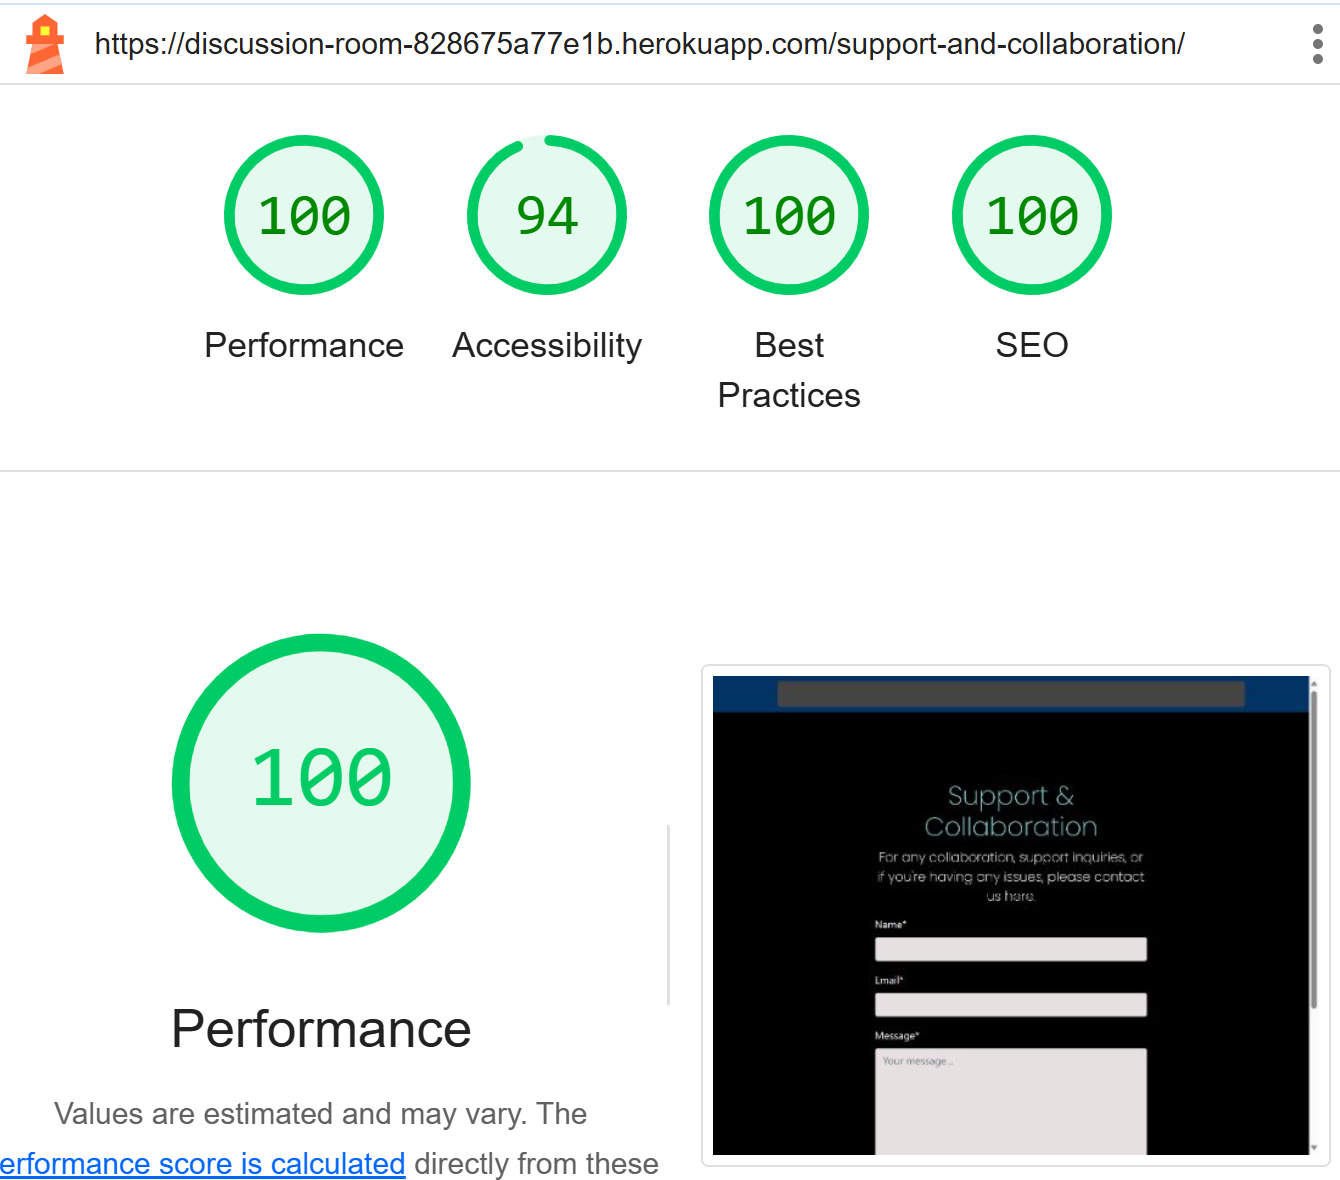 https://discussion-room-828675a77e1b.herokuapp.com/support-and-collaboration/
100
94
100
100
Performance
Accessibility
Best
Practices
SEO
100
Performance
Values are estimated and may vary. The
erformance score is calculated directly from these
Support &
Collaboration
For any collaboration, support inquiries, or
if you're having any issues, please contact
us here.
Name*
Email*
Message*
Your message...